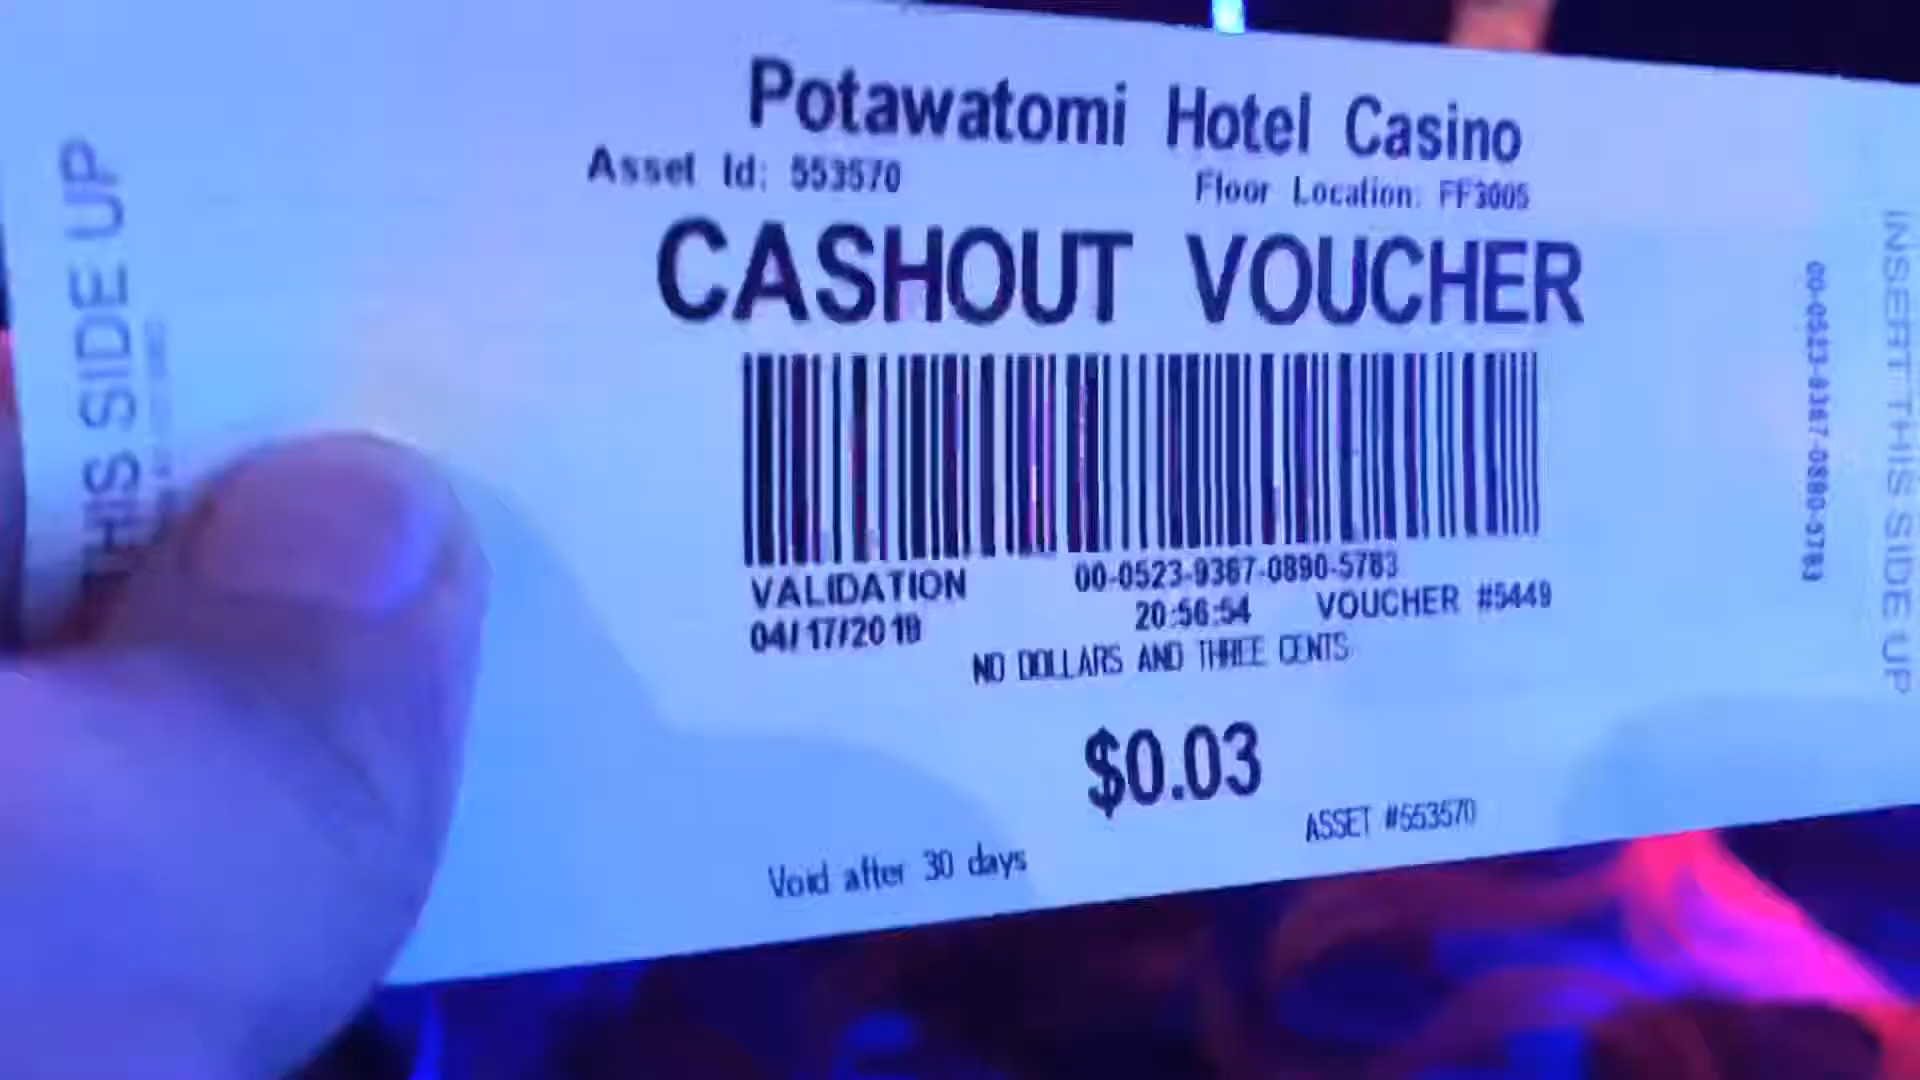 Potawatomi Hotel Casino
Asset Id: 553570
Floor Location: FF3005
CASHOUT VOUCHER
VALIDATION 00-0523-9367-0890-5783
04/17/2018 20:56:54 VOUCHER #5449
NO DOLLARS AND THREE CENTS
$0.03
Void after 30 days
ASSET #553570
THIS SIDE UP
00-0523-9367-0890-5783
INSERT THIS SIDE UP